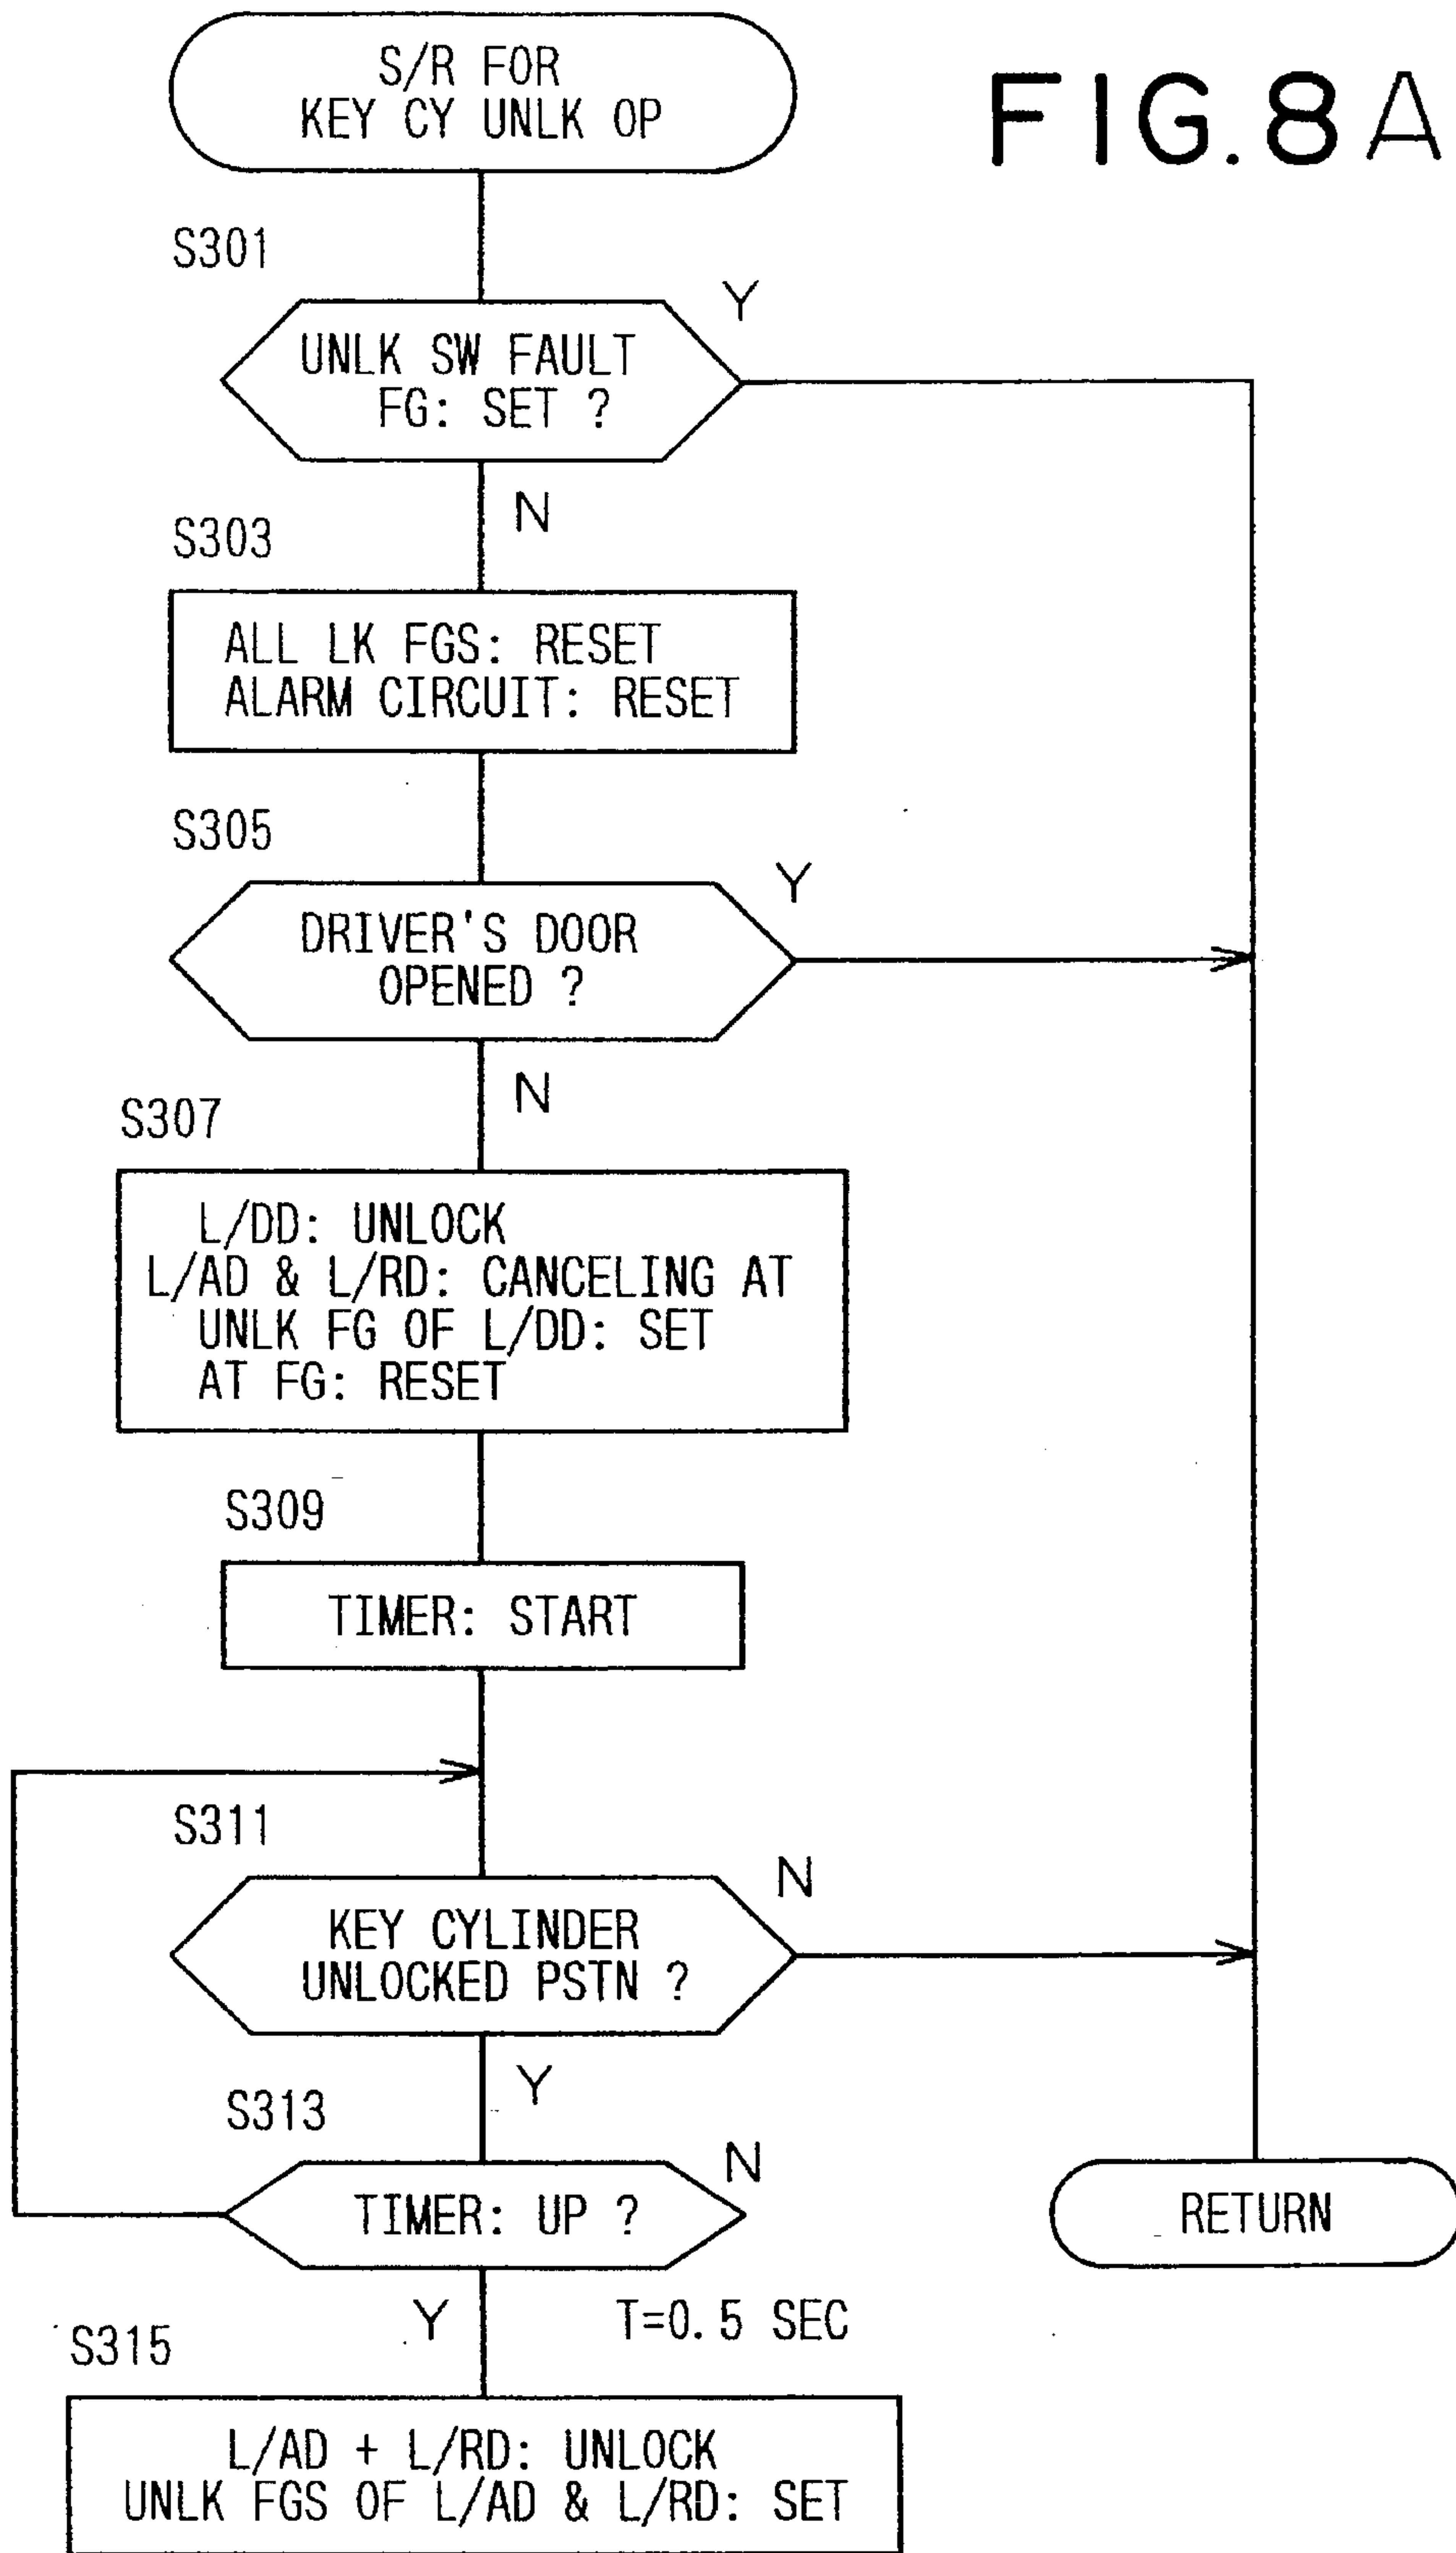 S/R FOR
KEY CY UNLK OP
FIG. 8A
S301
Y
UNLK SW FAULT
FG: SET ?
N
S303
ALL LK FGS: RESET
ALARM CIRCUIT: RESET
S305
Y
DRIVER'S DOOR
OPENED ?
N
S307
L/DD: UNLOCK
L/AD & L/RD: CANCELING AT
UNLK FG OF L/DD: SET
AT FG: RESET
S309
TIMER: START
S311
N
KEY CYLINDER
UNLOCKED PSTN ?
Y
S313
N
TIMER: UP ?
RETURN
Y
T=0.5 SEC
S315
L/AD + L/RD: UNLOCK
UNLK FGS OF L/AD & L/RD: SET